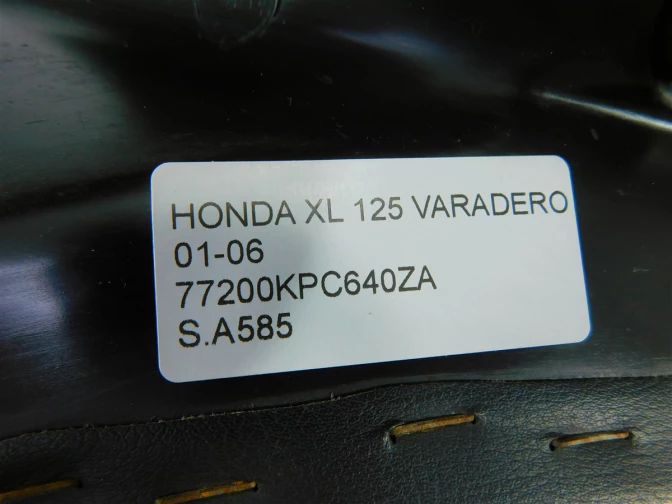 HONDA XL 125 VARADERO
01-06
77200KPC640ZA
S.A585